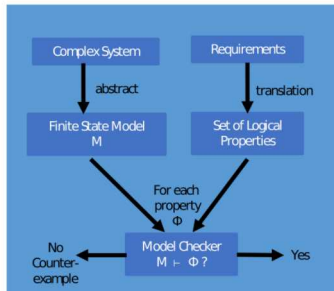 Complex System
Requirements
abstract
translation
Finite State Model
M
Set of Logical
Properties
For each
property
Φ
No
Counter-
example
Model Checker
M ⊢ Φ ?
Yes